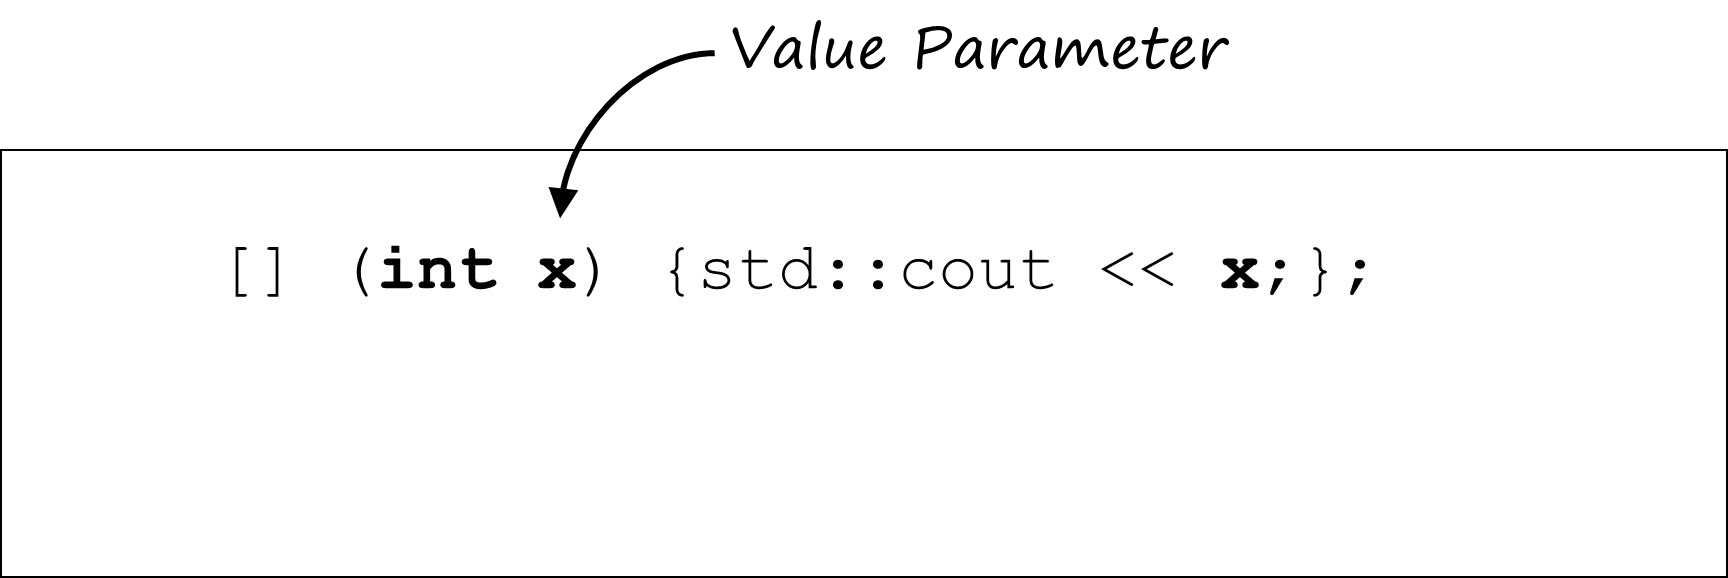 Value Parameter
[] (int x) {std::cout << x;};